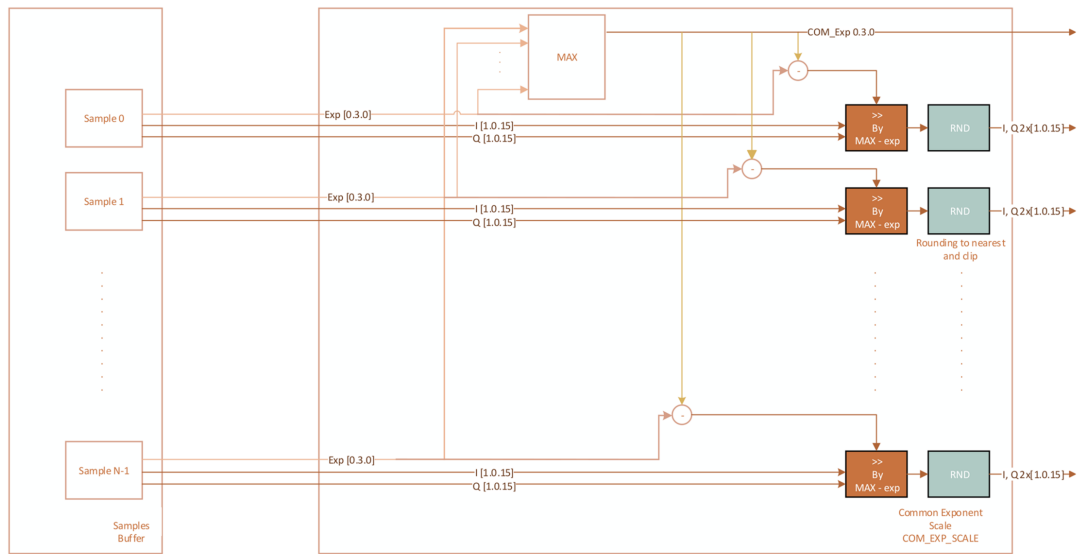 COM_Exp 0.3.0
MAX
-
Sample 0
Exp [0.3.0]
I [1.0.15]
Q [1.0.15]
>>
By
MAX - exp
RND
I, Q 2x[1.0.15]
-
Sample 1
Exp [0.3.0]
I [1.0.15]
Q [1.0.15]
>>
By
MAX - exp
RND
I, Q 2x[1.0.15]
Rounding to nearest
and clip
-
Sample N-1
Exp [0.3.0]
I [1.0.15]
Q [1.0.15]
>>
By
MAX - exp
RND
I, Q 2x[1.0.15]
Samples
Buffer
Common Exponent
Scale
COM_EXP_SCALE